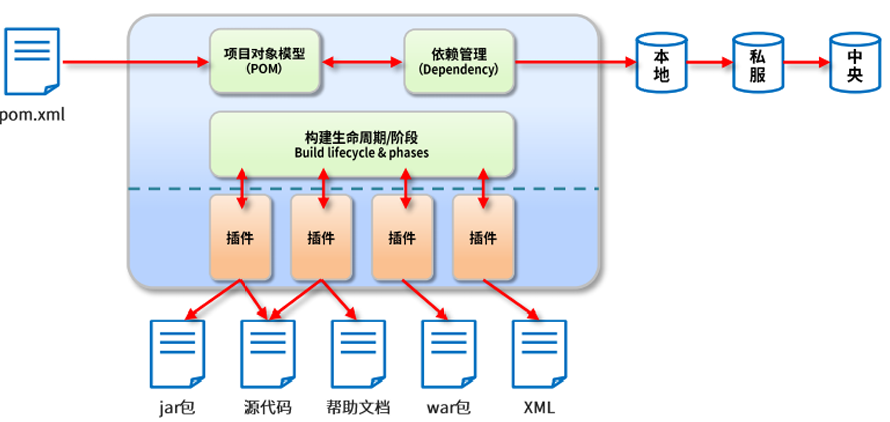 项目对象模型
（POM）
依赖管理
（Dependency）
本
地
私
服
中
央
pom.xml
构建生命周期/阶段
Build lifecycle & phases
插件
插件
插件
插件
jar包
源代码
帮助文档
war包
XML